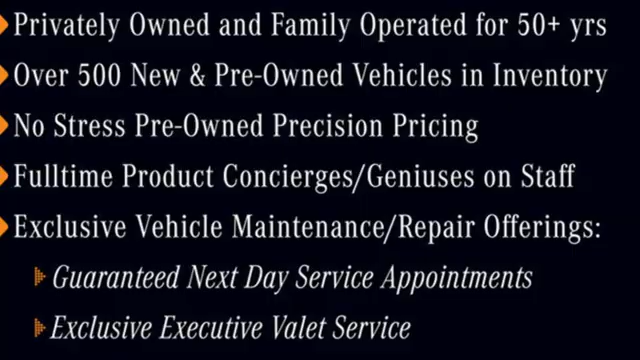 Privately Owned and Family Operated for 50+ yrs
Over 500 New & Pre-Owned Vehicles in Inventory
No Stress Pre-Owned Precision Pricing
Fulltime Product Concierges/Geniuses on Staff
Exclusive Vehicle Maintenance/Repair Offerings:
Guaranteed Next Day Service Appointments
Exclusive Executive Valet Service